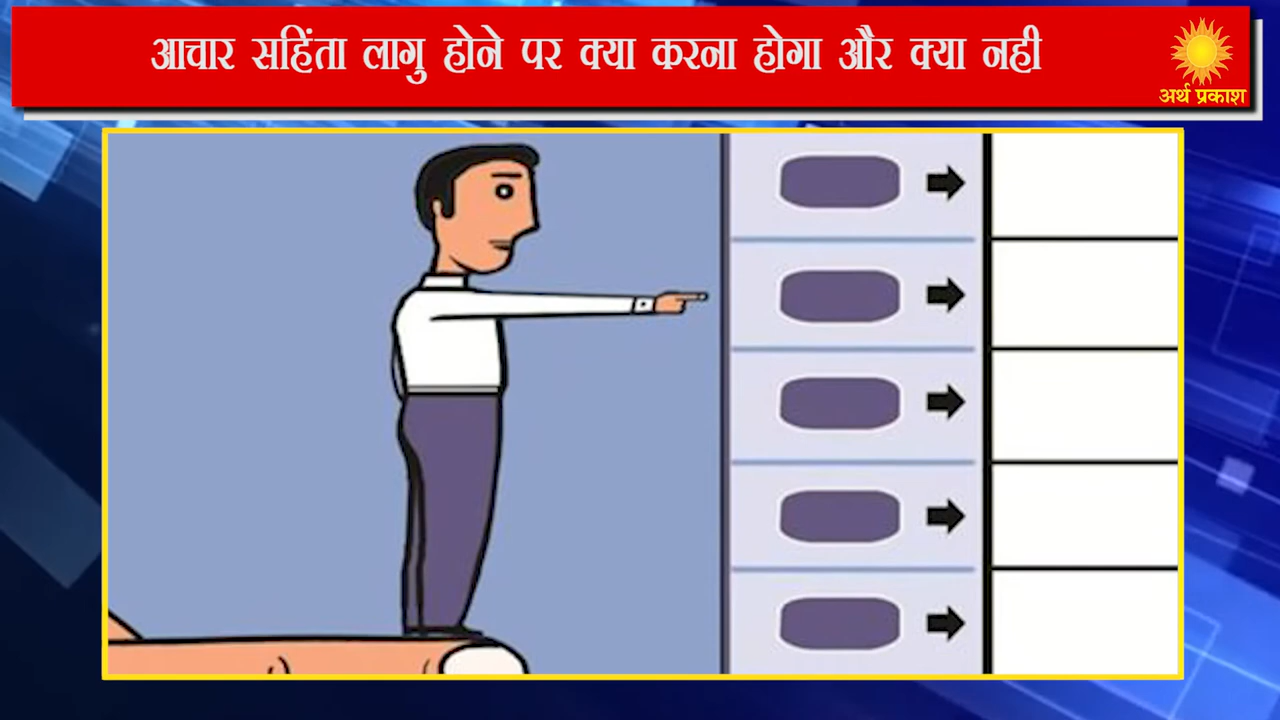 आचार सहिंता लागु होने पर क्या करना होगा और क्या नही
अर्थ प्रकाश